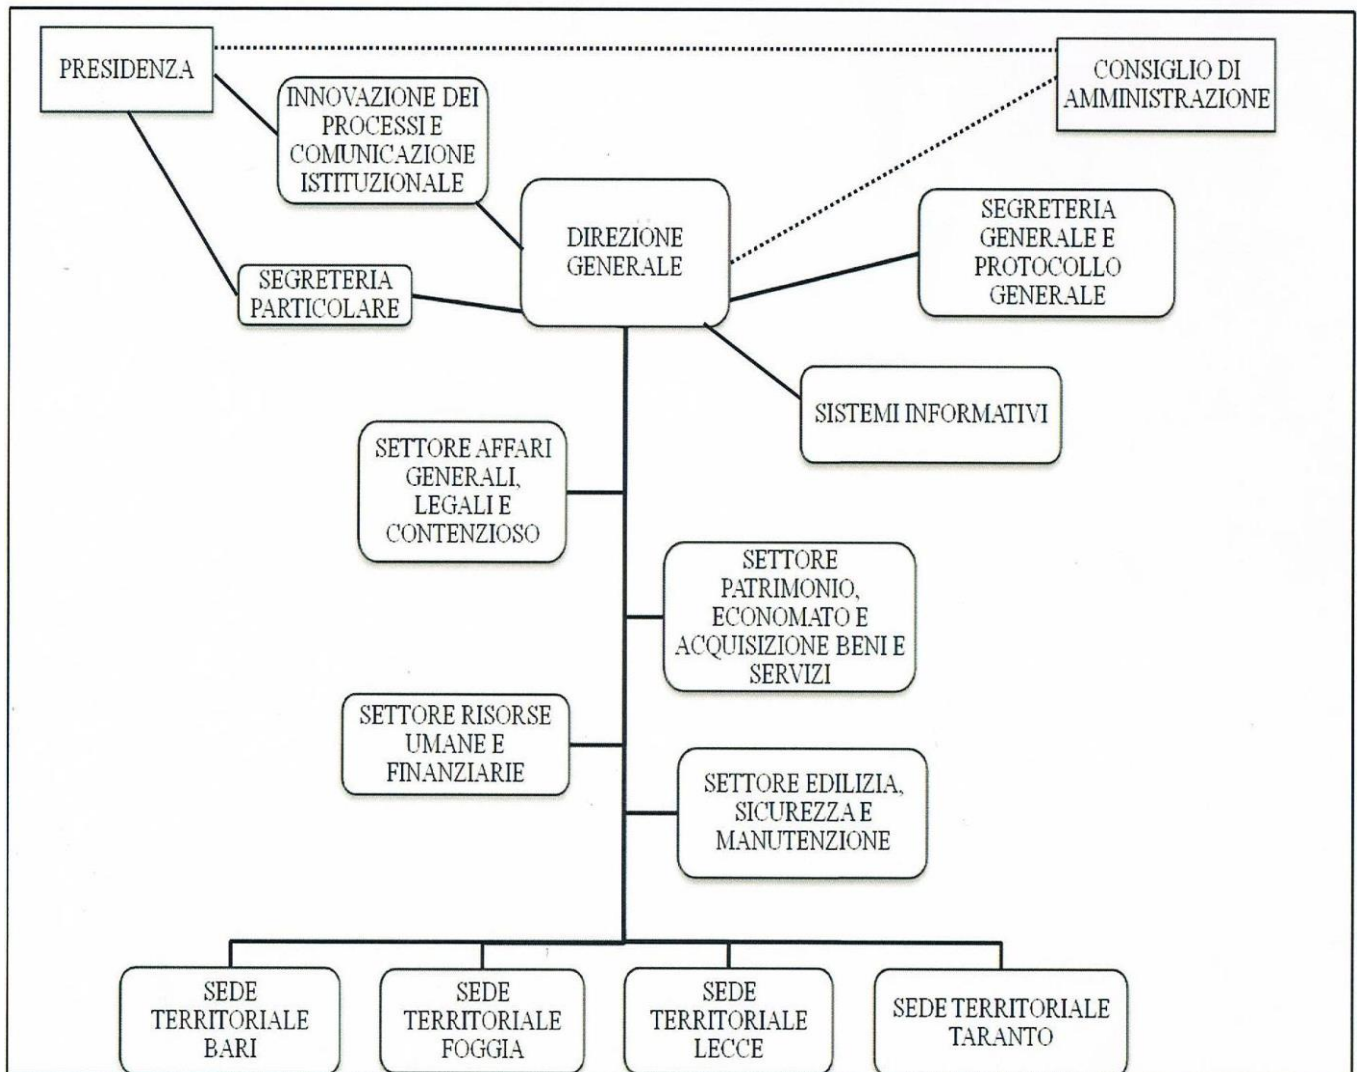 PRESIDENZA
CONSIGLIO DI
AMMINISTRAZIONE
INNOVAZIONE DEI
PROCESSI E
COMUNICAZIONE
ISTITUZIONALE
DIREZIONE
GENERALE
SEGRETERIA
GENERALE E
PROTOCOLLO
GENERALE
SEGRETERIA
PARTICOLARE
SISTEMI INFORMATIVI
SETTORE AFFARI
GENERALI,
LEGALI E
CONTENZIOSO
SETTORE
PATRIMONIO,
ECONOMATO E
ACQUISIZIONE BENI E
SERVIZI
SETTORE RISORSE
UMANE E
FINANZIARIE
SETTORE EDILIZIA,
SICUREZZA E
MANUTENZIONE
SEDE
TERRITORIALE
BARI
SEDE
TERRITORIALE
FOGGIA
SEDE
TERRITORIALE
LECCE
SEDE TERRITORIALE
TARANTO